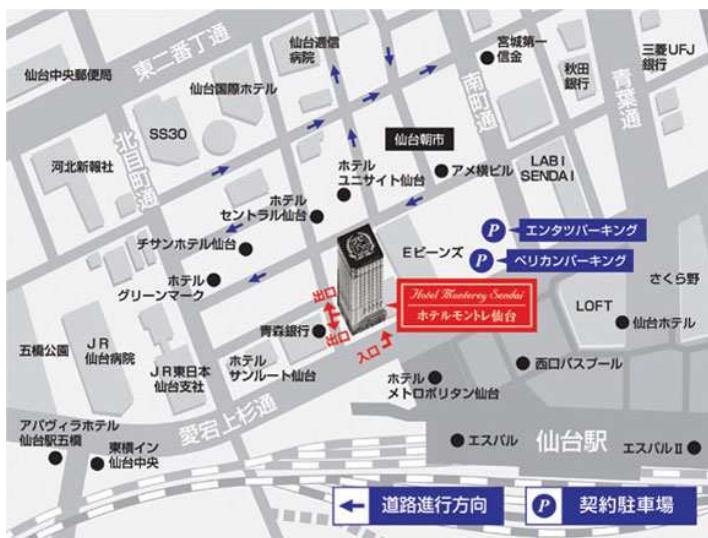 仙台中央郵便局
東二番丁通
仙台逓信
病院
宮城第一
信金
秋田
銀行
三菱UFJ
銀行
仙台国際ホテル
南町通
青葉通
北目町通
SS30
河北新報社
仙台朝市
ホテル
ユニサイト仙台
アメ横ビル
LABI
SENDAI
ホテル
セントラル仙台
チサンホテル仙台
Eビーンズ
P
エンタツパーキング
P
ペリカンパーキング
ホテル
グリーンマーク
さくら野
出口
Hotel Monterey Sendai
ホテルモントレ仙台
LOFT
仙台ホテル
青森銀行
出口
入口
五橋公園
JR
仙台病院
JR東日本
仙台支社
ホテル
サンルート仙台
西口バスプール
ホテル
メトロポリタン仙台
愛宕上杉通
アパヴィラホテル
仙台駅五橋
東横イン
仙台中央
エスパル
仙台駅
エスパルⅡ
道路進行方向
P
契約駐車場